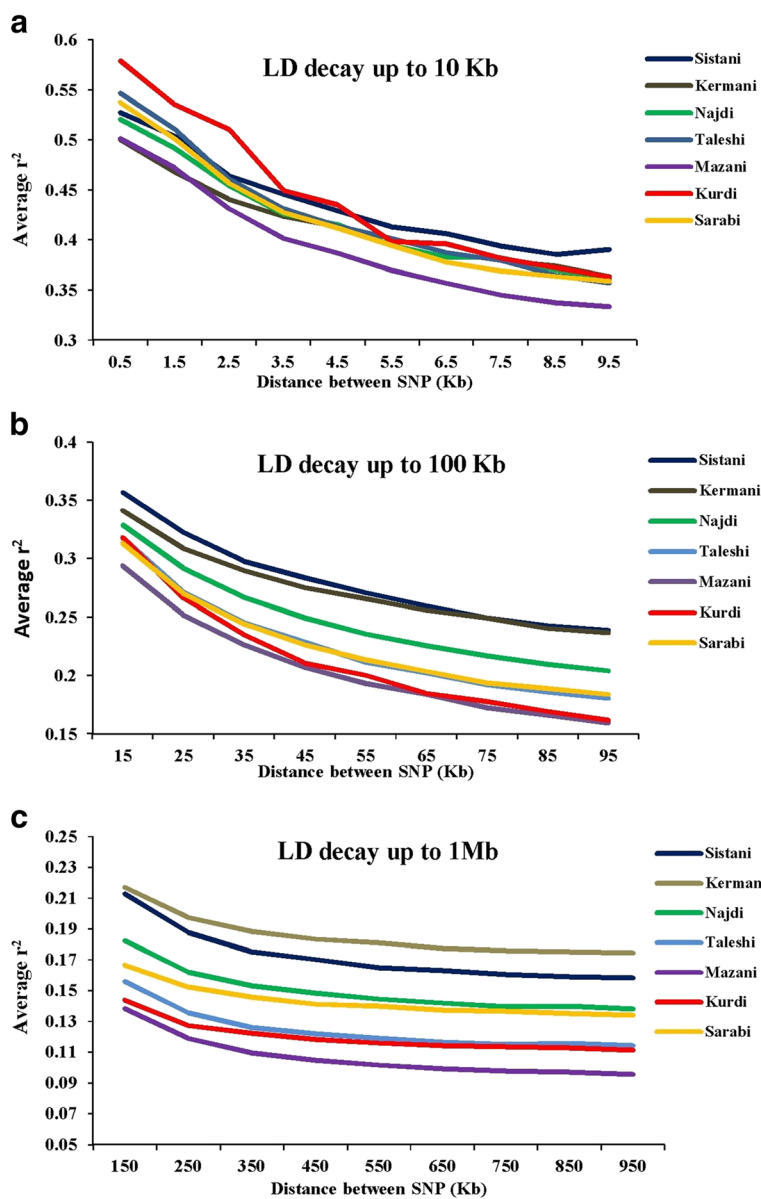 a
LD decay up to 10 Kb
0.6
0.55
0.5
0.45
0.4
0.35
0.3
Average r²
0.5 1.5 2.5 3.5 4.5 5.5 6.5 7.5 8.5 9.5
Distance between SNP (Kb)
Sistani
Kermani
Najdi
Taleshi
Mazani
Kurdi
Sarabi
b
LD decay up to 100 Kb
0.4
0.35
0.3
0.25
0.2
0.15
Average r²
15 25 35 45 55 65 75 85 95
Distance between SNP (Kb)
Sistani
Kermani
Najdi
Taleshi
Mazani
Kurdi
Sarabi
c
LD decay up to 1Mb
0.25
0.23
0.21
0.19
0.17
0.15
0.13
0.11
0.09
0.07
0.05
Average r²
150 250 350 450 550 650 750 850 950
Distance between SNP (Kb)
Sistani
Kerman
Najdi
Taleshi
Mazani
Kurdi
Sarabi